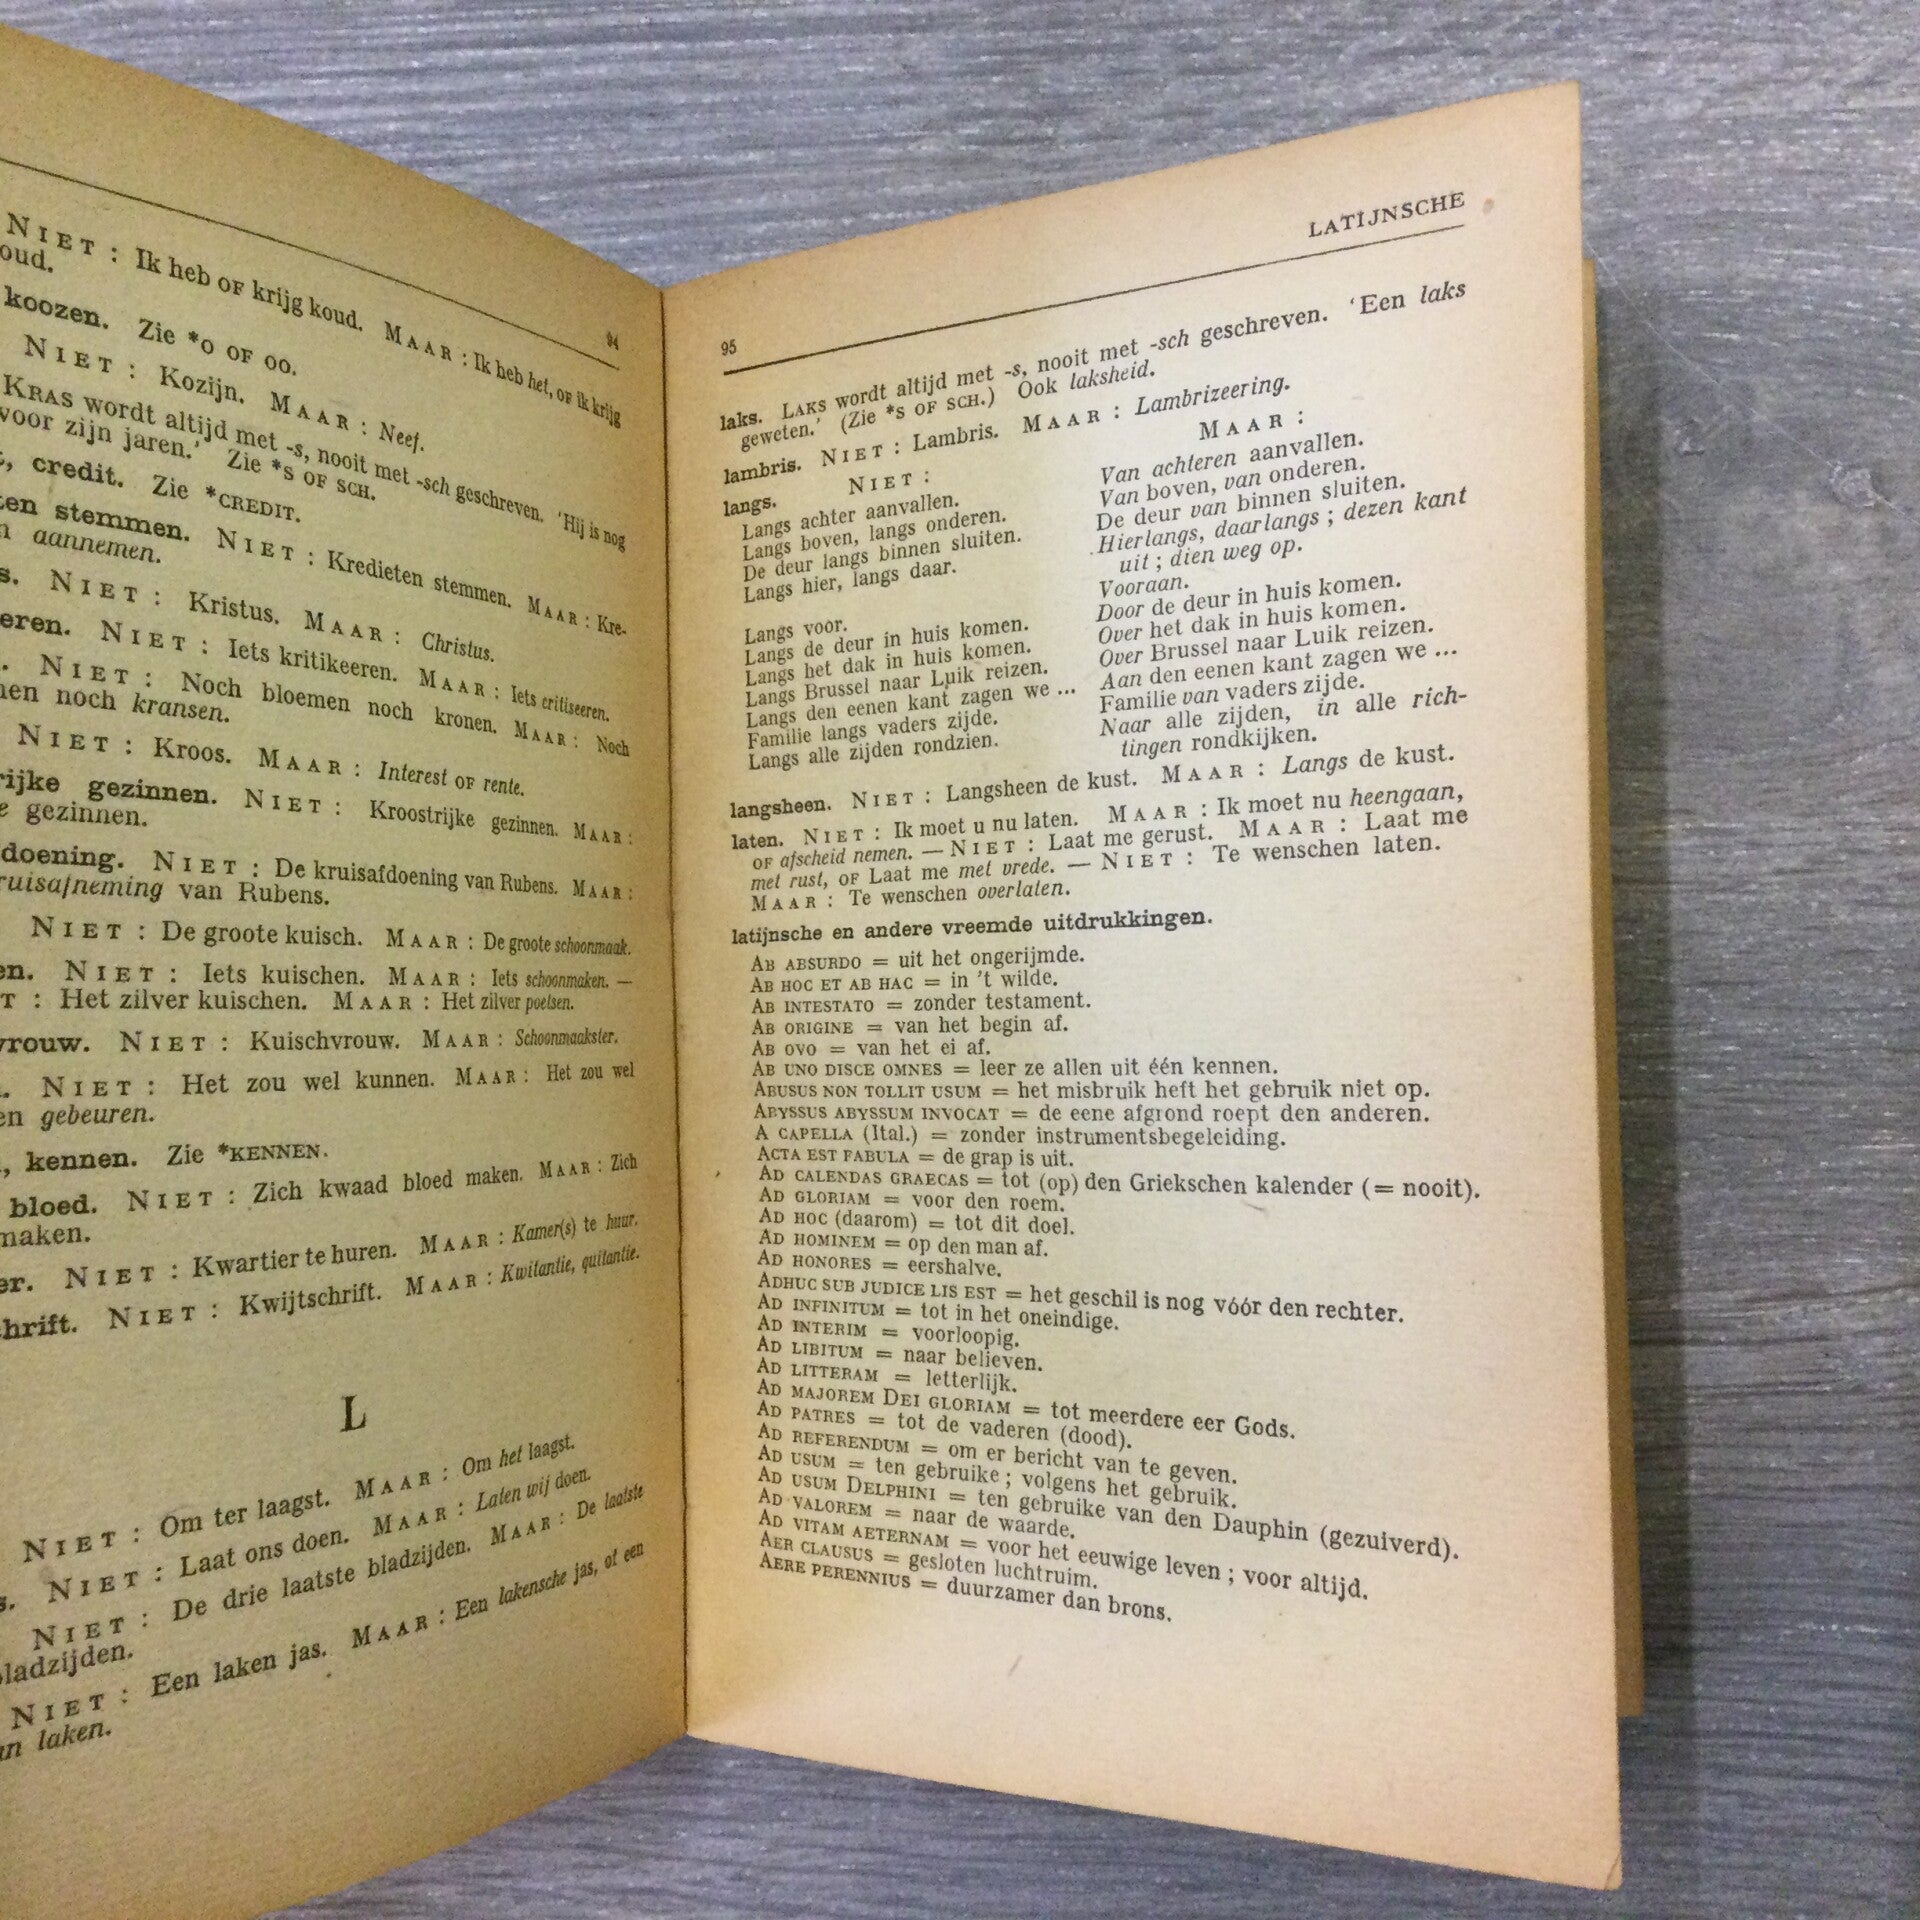 94
NIET : Ik heb OF krijg koud. MAAR : Ik heb het, OF ik krijg
oud.
koozen. Zie *O OF OO.
NIET : Kozijn. MAAR : Neef.
KRAS wordt altijd met -s, nooit met -sch geschreven. 'Hij is nog
voor zijn jaren.' Zie *S OF SCH.
, credit. Zie *CREDIT.
ten stemmen. NIET : Kredieten stemmen. MAAR : Kre-
n aannemen.
s. NIET : Kristus. MAAR : Christus.
eren. NIET : Iets kritikeeren. MAAR : Iets critiseeren.
. NIET : Noch bloemen noch kronen. MAAR : Noch
nen noch kransen.
NIET : Kroos. MAAR : Interest OF rente.
rijke gezinnen. NIET : Kroostrijke gezinnen. MAAR :
e gezinnen.
doening. NIET : De kruisafdoening van Rubens. MAAR :
ruisafneming van Rubens.
NIET : De groote kuisch. MAAR : De groote schoonmaak.
en. NIET : Iets kuischen. MAAR : Iets schoonmaken. —
T : Het zilver kuischen. MAAR : Het zilver poetsen.
vrouw. NIET : Kuischvrouw. MAAR : Schoonmaakster.
. NIET : Het zou wel kunnen. MAAR : Het zou wel
en gebeuren.
, kennen. Zie *KENNEN.
bloed. NIET : Zich kwaad bloed maken. MAAR : Zich
maken.
er. NIET : Kwartier te huren. MAAR : Kamer(s) te huur.
hrift. NIET : Kwijtschrift. MAAR : Kwitantie, quitantie.
L
NIET : Om ter laagst. MAAR : Om het laagst.
s. NIET : Laat ons doen. MAAR : Laten wij doen.
NIET : De drie laatste bladzijden. MAAR : De laatste
bladzijden.
NIET : Een laken jas. MAAR : Een lakensche jas, of een
an laken.
95 LATIJNSCHE
laks. LAKS wordt altijd met -s, nooit met -sch geschreven. 'Een laks
geweten.' (Zie *S OF SCH.) Ook laksheid.
lambris. NIET : Lambris. MAAR : Lambrizeering.
langs. NIET : MAAR :
Langs achter aanvallen. Van achteren aanvallen.
Langs boven, langs onderen. Van boven, van onderen.
De deur langs binnen sluiten. De deur van binnen sluiten.
Langs hier, langs daar. Hierlangs, daarlangs ; dezen kant
uit ; dien weg op.
Langs voor. Vooraan.
Langs de deur in huis komen. Door de deur in huis komen.
Langs het dak in huis komen. Over het dak in huis komen.
Langs Brussel naar Luik reizen. Over Brussel naar Luik reizen.
Langs den eenen kant zagen we ... Aan den eenen kant zagen we ...
Familie langs vaders zijde. Familie van vaders zijde.
Langs alle zijden rondzien. Naar alle zijden, in alle rich-
tingen rondkijken.
langsheen. NIET : Langsheen de kust. MAAR : Langs de kust.
laten. NIET : Ik moet u nu laten. MAAR : Ik moet nu heengaan,
OF afscheid nemen. — NIET : Laat me gerust. MAAR : Laat me
met rust, OF Laat me met vrede. — NIET : Te wenschen laten.
MAAR : Te wenschen overlaten.
latijnsche en andere vreemde uitdrukkingen.
AB ABSURDO = uit het ongerijmde.
AB HOC ET AB HAC = in 't wilde.
AB INTESTATO = zonder testament.
AB ORIGINE = van het begin af.
AB OVO = van het ei af.
AB UNO DISCE OMNES = leer ze allen uit één kennen.
ABUSUS NON TOLLIT USUM = het misbruik heft het gebruik niet op.
ABYSSUS ABYSSUM INVOCAT = de eene afgrond roept den anderen.
A CAPELLA (Ital.) = zonder instrumentsbegeleiding.
ACTA EST FABULA = de grap is uit.
AD CALENDAS GRAECAS = tot (op) den Griekschen kalender (= nooit).
AD GLORIAM = voor den roem.
AD HOC (daarom) = tot dit doel.
AD HOMINEM = op den man af.
AD HONORES = eershalve.
ADHUC SUB JUDICE LIS EST = het geschil is nog vóór den rechter.
AD INFINITUM = tot in het oneindige.
AD INTERIM = voorloopig.
AD LIBITUM = naar believen.
AD LITTERAM = letterlijk.
AD MAJOREM DEI GLORIAM = tot meerdere eer Gods.
AD PATRES = tot de vaderen (dood).
AD REFERENDUM = om er bericht van te geven.
AD USUM = ten gebruike ; volgens het gebruik.
AD USUM DELPHINI = ten gebruike van den Dauphin (gezuiverd).
AD VALOREM = naar de waarde.
AD VITAM AETERNAM = voor het eeuwige leven ; voor altijd.
AER CLAUSUS = gesloten luchtruim.
AERE PERENNIUS = duurzamer dan brons.